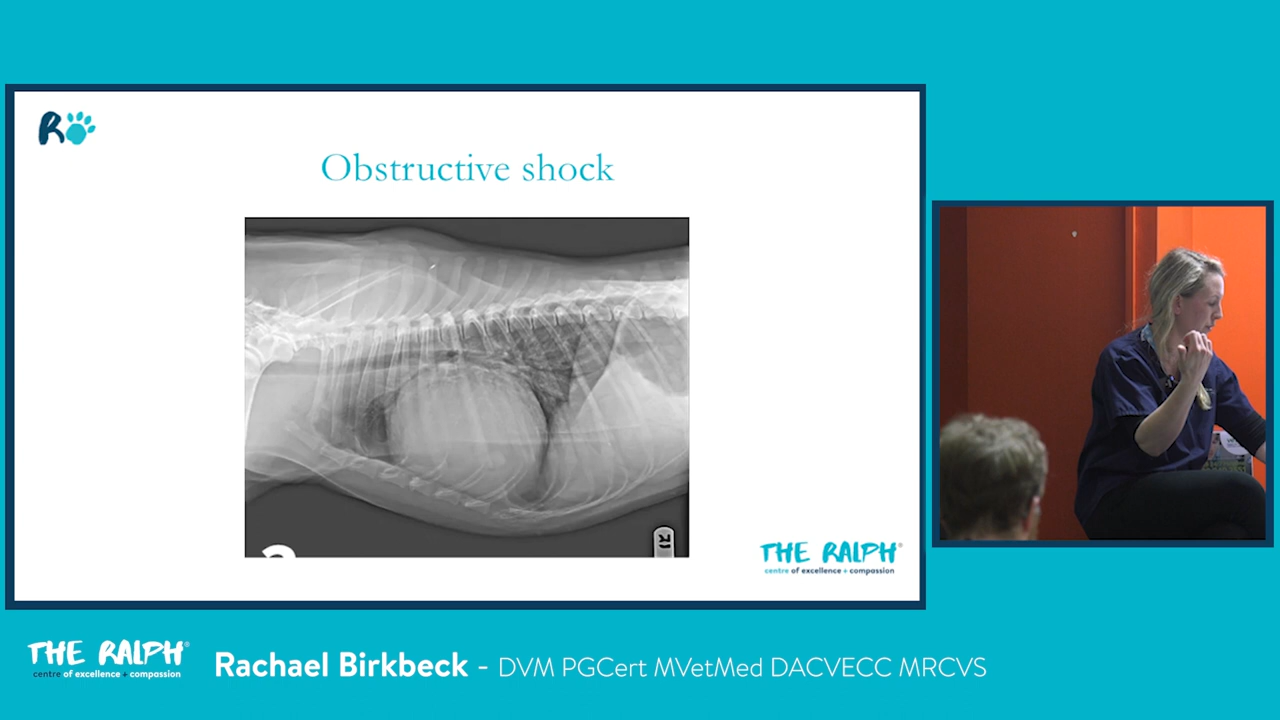 R
Obstructive shock
THE RALPH®
centre of excellence + compassion
THE RALPH®
centre of excellence + compassion
Rachael Birkbeck - DVM PGCert MVetMed DACVECC MRCVS